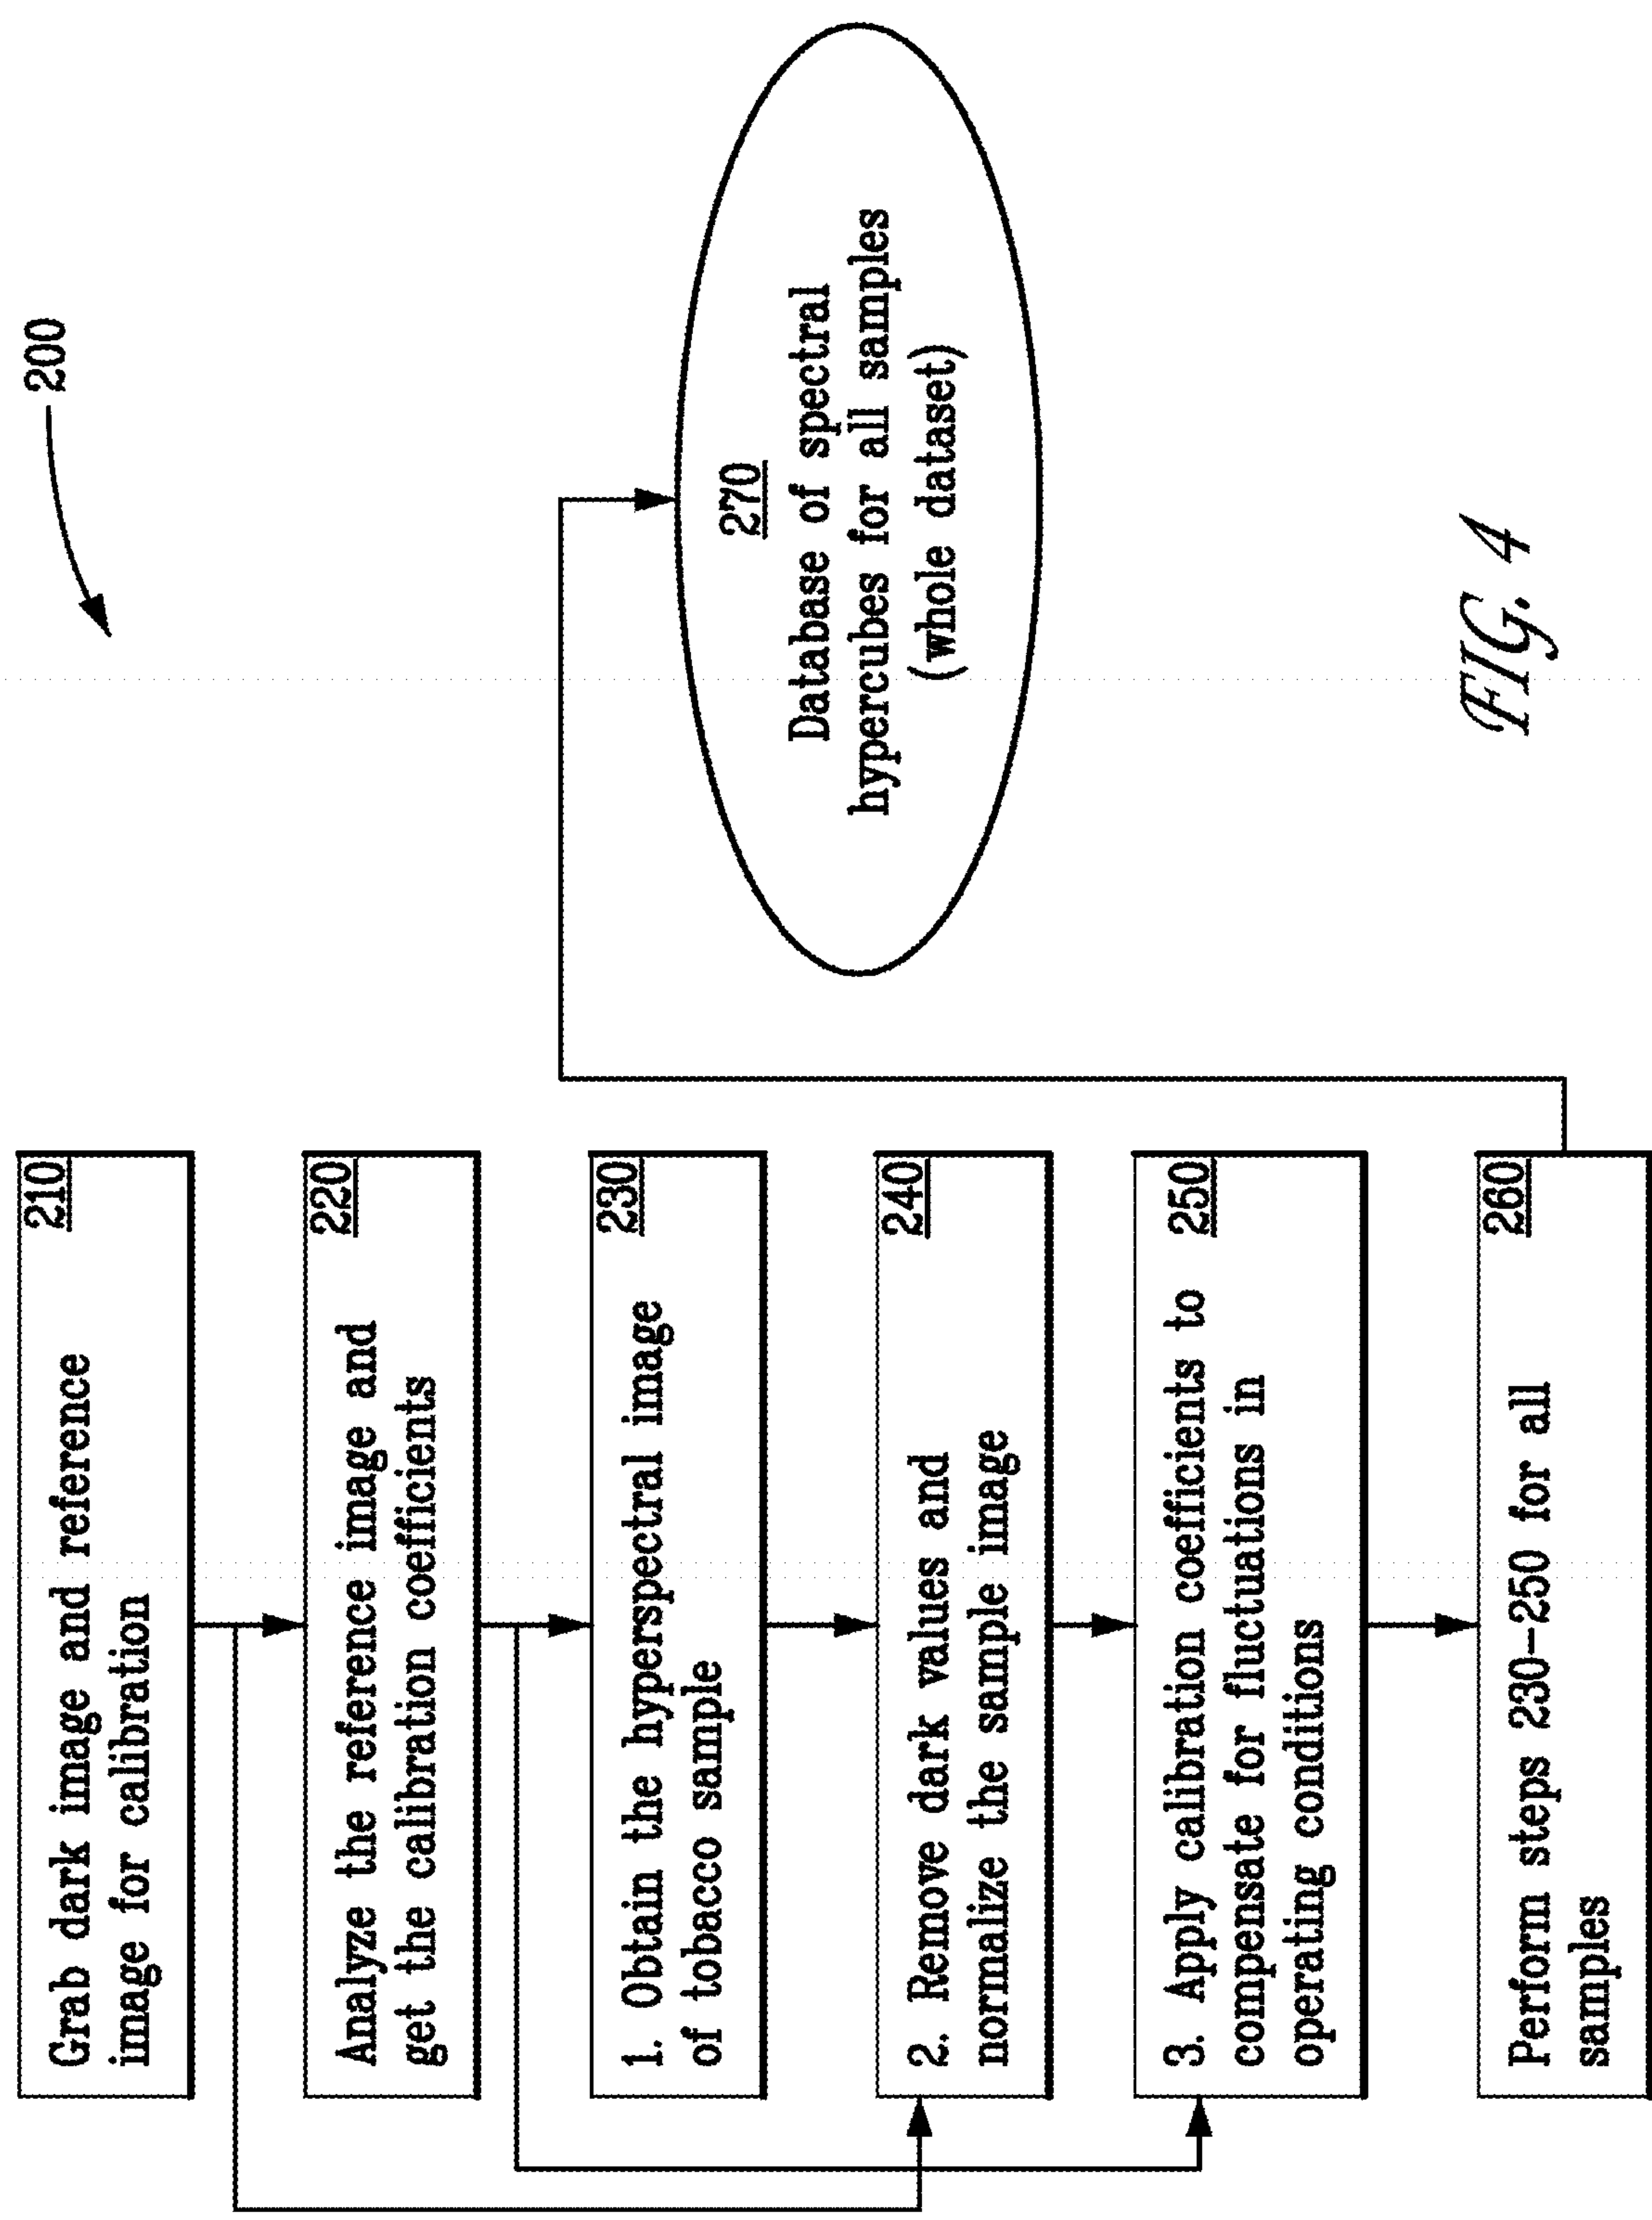 200
210
Grab dark image and reference
image for calibration
220
Analyze the reference image and
get the calibration coefficients
230
1. Obtain the hyperspectral image
of tobacco sample
240
2. Remove dark values and
normalize the sample image
250
3. Apply calibration coefficients to
compensate for fluctuations in
operating conditions
260
Perform steps 230-250 for all
samples
270
Database of spectral
hypercubes for all samples
(whole dataset)
FIG. 4